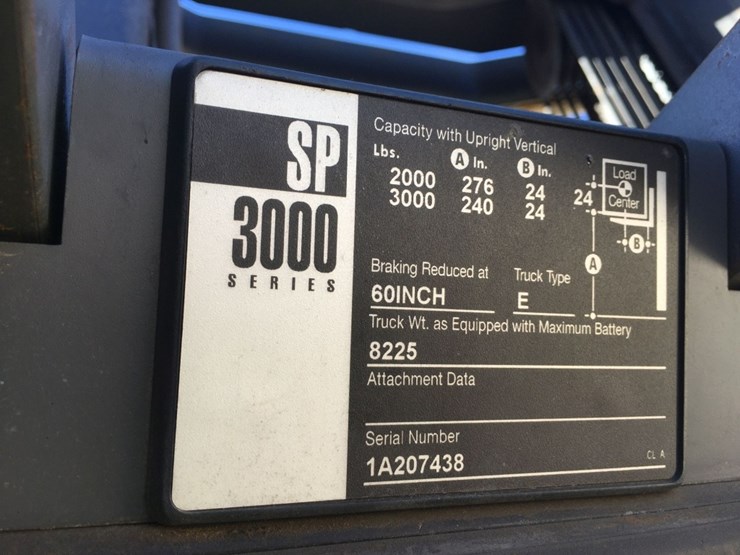 SP
3000
SERIES
Capacity with Upright Vertical
Lbs. A In. B In.
2000 276 24
3000 240 24
24
Load
Center
B
A
Braking Reduced at Truck Type
60INCH E
Truck Wt. as Equipped with Maximum Battery
8225
Attachment Data
Serial Number
1A207438
CL A